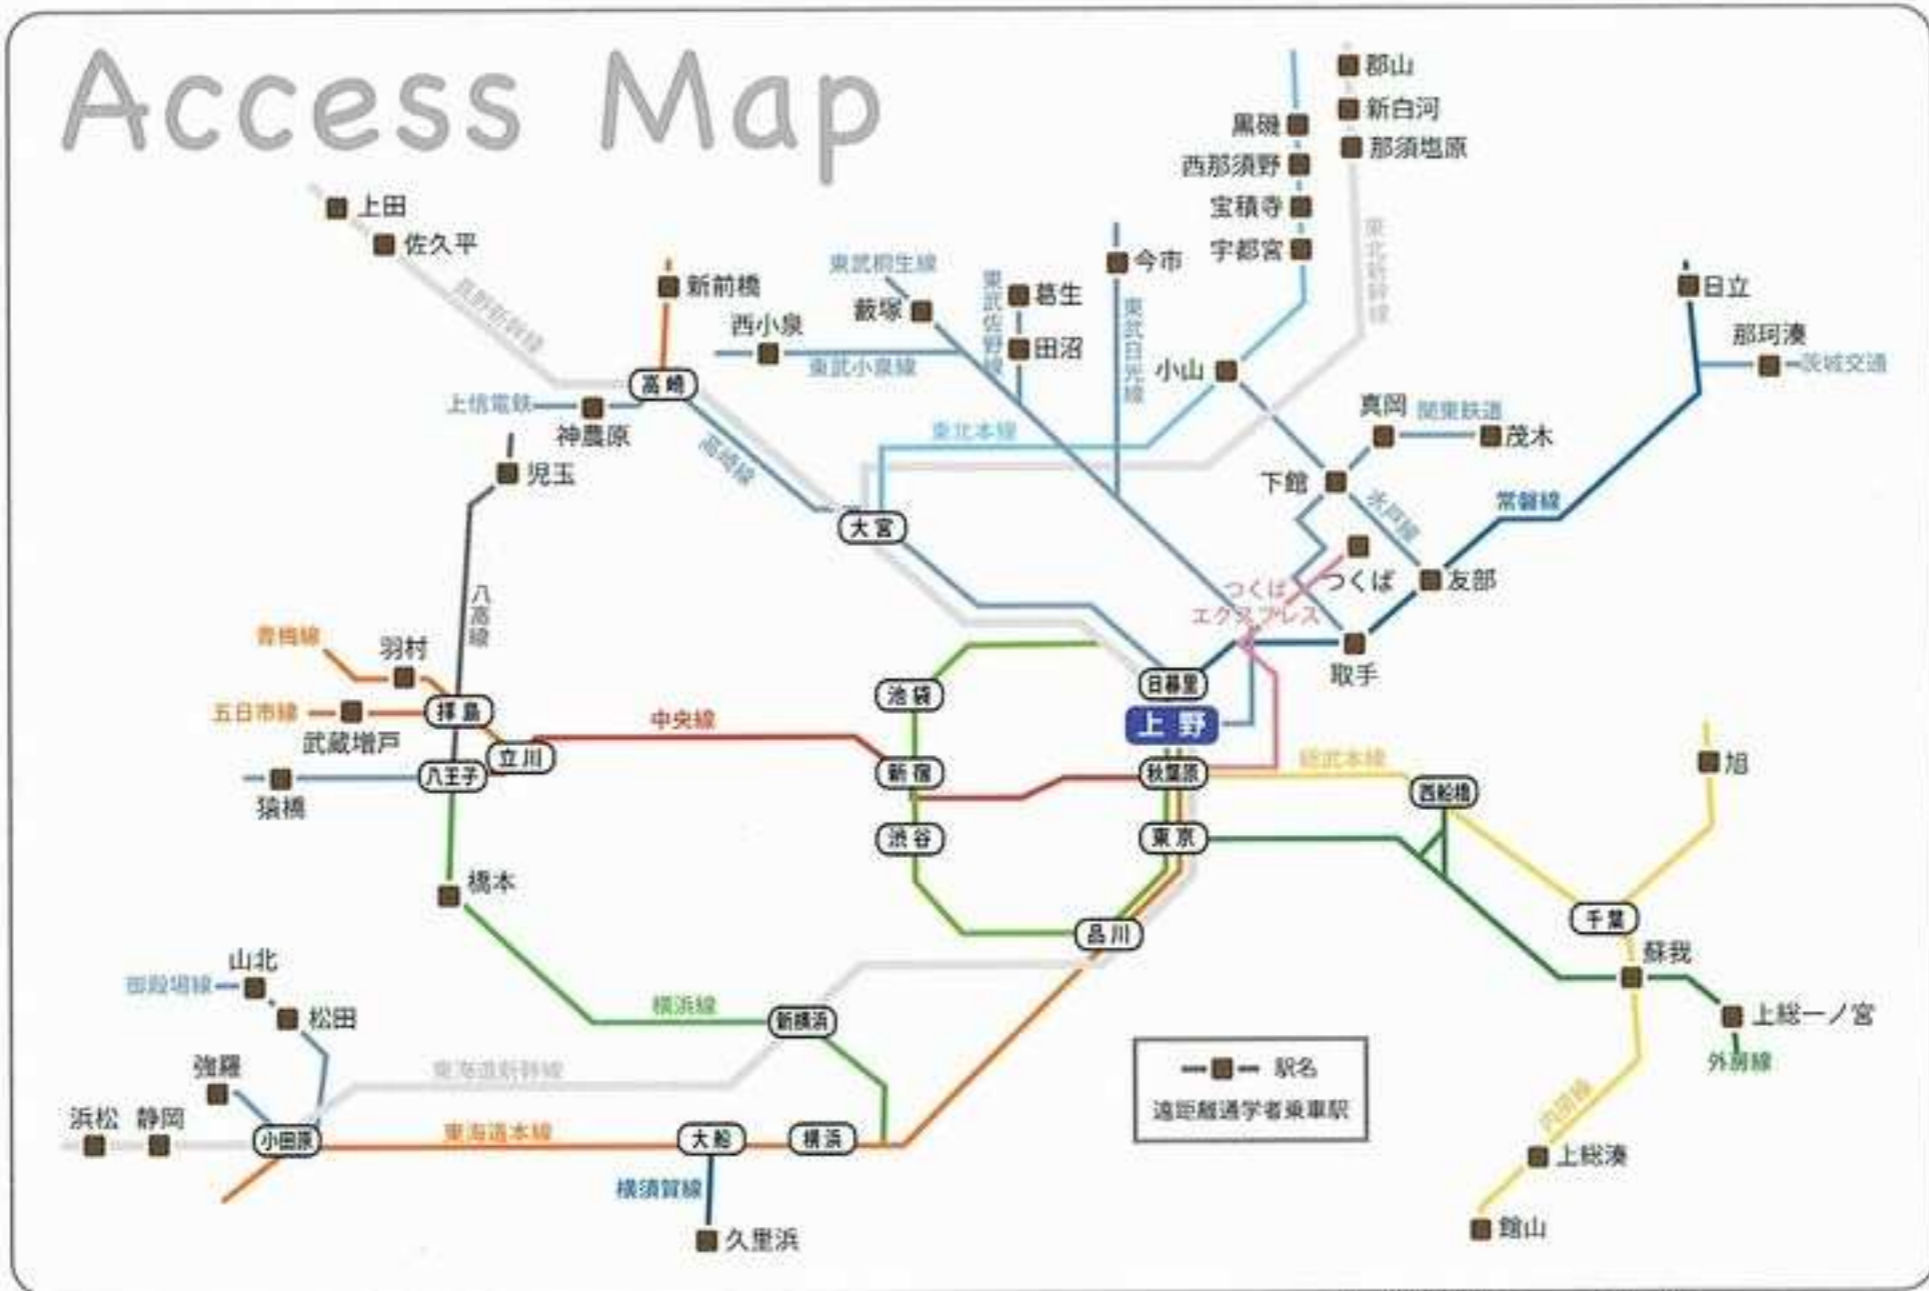 Access Map
郡山
新白河
那須塩原
黒磯
西那須野
宝積寺
宇都宮
東北新幹線
上田
佐久平
長野新幹線
新前橋
東武桐生線
藪塚
西小泉
東武小泉線
東武佐野線
葛生
田沼
今市
東武日光線
小山
日立
那珂湊
茨城交通
高崎
上信電鉄
神農原
高崎線
東北本線
真岡
関東鉄道
茂木
下館
水戸線
常磐線
児玉
大宮
つくば
つくば
エクスプレス
友部
取手
八高線
青梅線
羽村
拝島
五日市線
武蔵増戸
立川
中央線
八王子
猿橋
池袋
新宿
渋谷
日暮里
上野
秋葉原
東京
品川
総武本線
西船橋
旭
千葉
蘇我
上総一ノ宮
外房線
内房線
上総湊
館山
橋本
横浜線
新横浜
山北
御殿場線
松田
強羅
浜松
静岡
小田原
東海道新幹線
東海道本線
大船
横浜
横須賀線
久里浜
駅名
遠距離通学者乗車駅